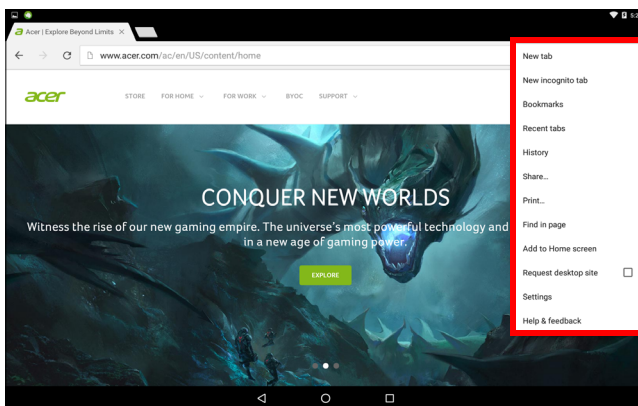 5:2
Acer | Explore Beyond Limits
www.acer.com/ac/en/US/content/home
acer
STORE FOR HOME FOR WORK BYOC SUPPORT
CONQUER NEW WORLDS
Witness the rise of our new gaming empire. The universe's most powerful technology and
in a new age of gaming power.
EXPLORE
New tab
New incognito tab
Bookmarks
Recent tabs
History
Share...
Print...
Find in page
Add to Home screen
Request desktop site
Settings
Help & feedback